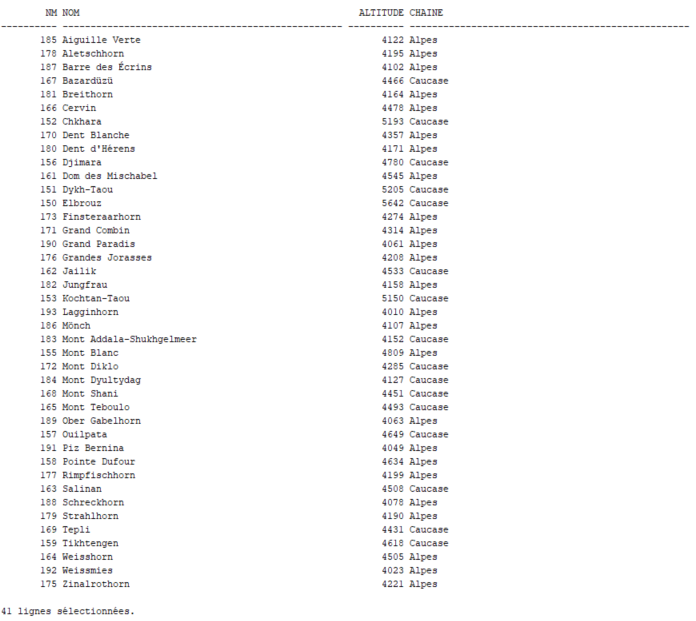 NM NOM ALTITUDE CHAINE
---------- -------------------------------------------------- ---------- --------------------------------------------------
185 Aiguille Verte 4122 Alpes
178 Aletschhorn 4195 Alpes
187 Barre des Écrins 4102 Alpes
167 Bazardüzü 4466 Caucase
181 Breithorn 4164 Alpes
166 Cervin 4478 Alpes
152 Chkhara 5193 Caucase
170 Dent Blanche 4357 Alpes
180 Dent d'Hérens 4171 Alpes
156 Djimara 4780 Caucase
161 Dom des Mischabel 4545 Alpes
151 Dykh-Taou 5205 Caucase
150 Elbrouz 5642 Caucase
173 Finsteraarhorn 4274 Alpes
171 Grand Combin 4314 Alpes
190 Grand Paradis 4061 Alpes
176 Grandes Jorasses 4208 Alpes
162 Jailik 4533 Caucase
182 Jungfrau 4158 Alpes
153 Kochtan-Taou 5150 Caucase
193 Lagginhorn 4010 Alpes
186 Mönch 4107 Alpes
183 Mont Addala-Shukhgelmeer 4152 Caucase
155 Mont Blanc 4809 Alpes
172 Mont Diklo 4285 Caucase
184 Mont Dyultydag 4127 Caucase
168 Mont Shani 4451 Caucase
165 Mont Teboulo 4493 Caucase
189 Ober Gabelhorn 4063 Alpes
157 Ouilpata 4649 Caucase
191 Piz Bernina 4049 Alpes
158 Pointe Dufour 4634 Alpes
177 Rimpfischhorn 4199 Alpes
163 Salinan 4508 Caucase
188 Schreckhorn 4078 Alpes
179 Strahlhorn 4190 Alpes
169 Tepli 4431 Caucase
159 Tikhtengen 4618 Caucase
164 Weisshorn 4505 Alpes
192 Weissmies 4023 Alpes
175 Zinalrothorn 4221 Alpes
41 lignes sélectionnées.